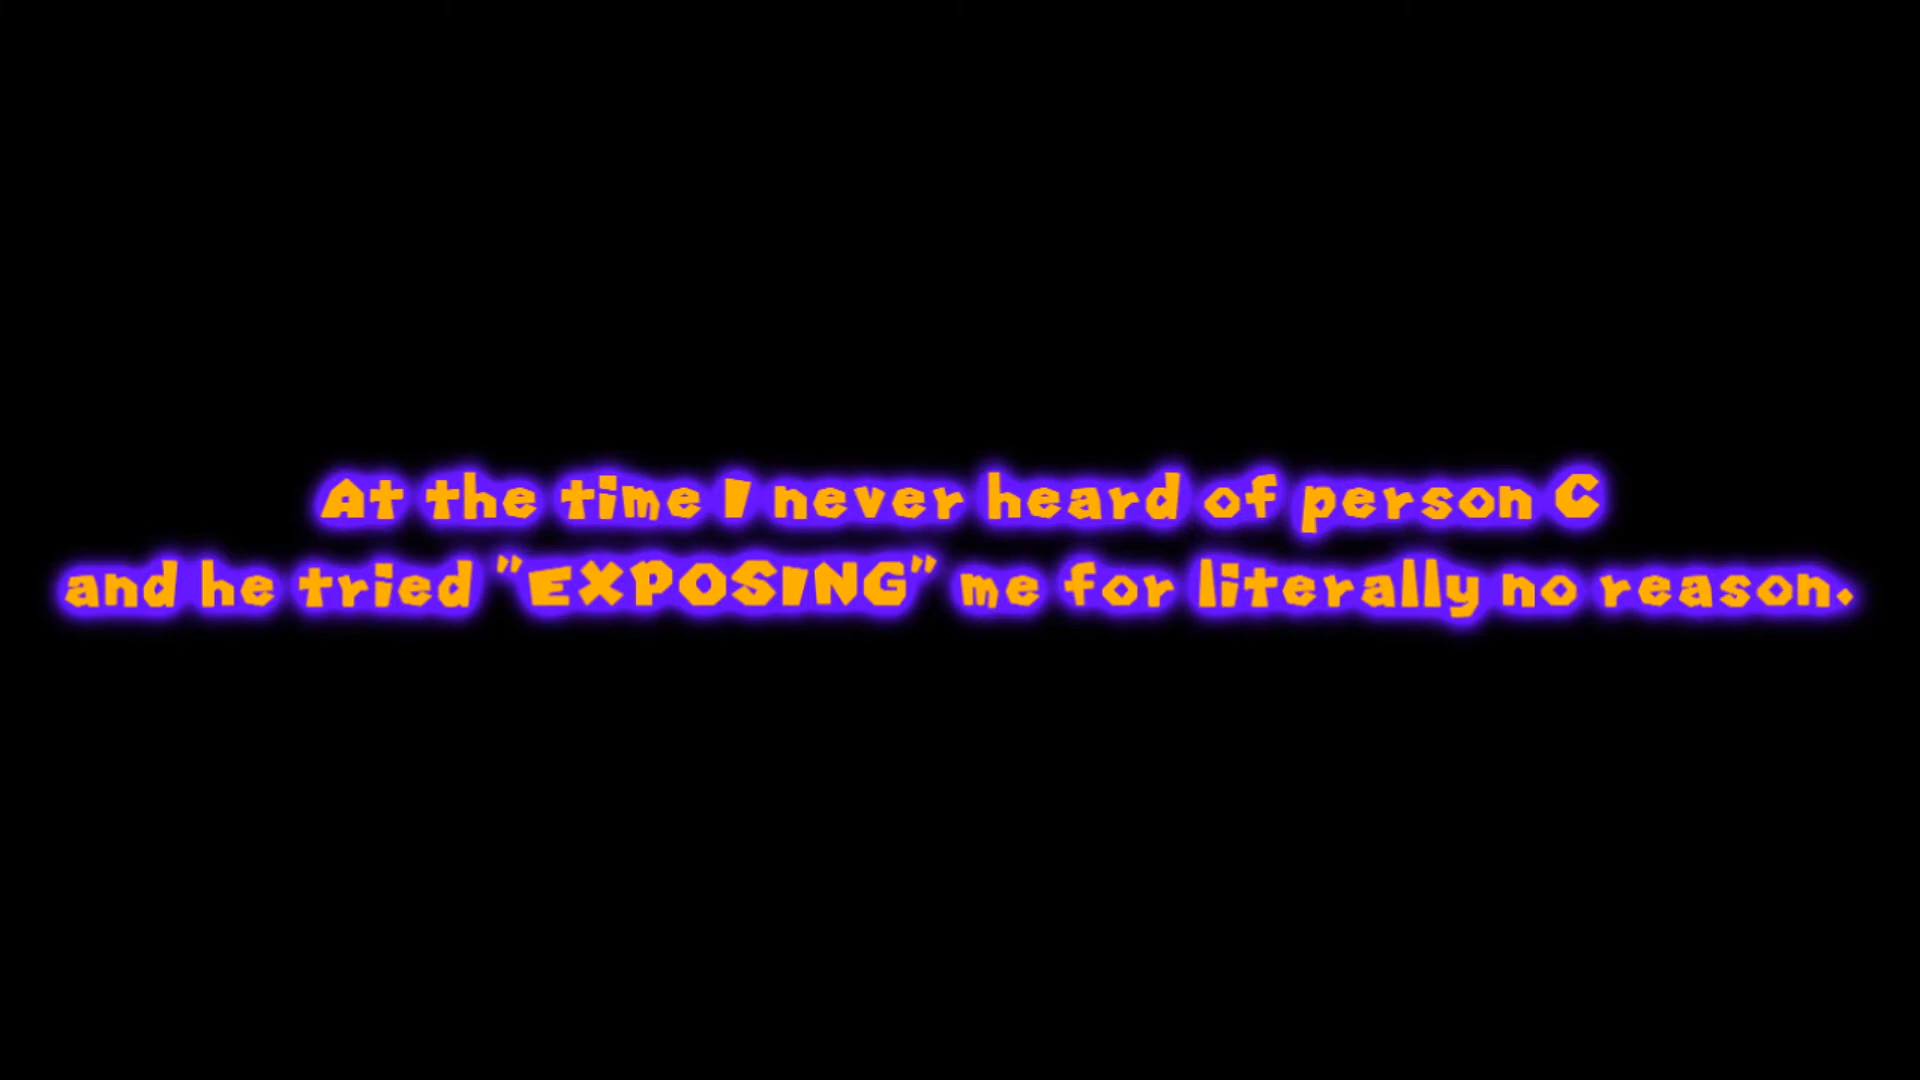 At the time I never heard of person C
and he tried "EXPOSING" me for literally no reason.